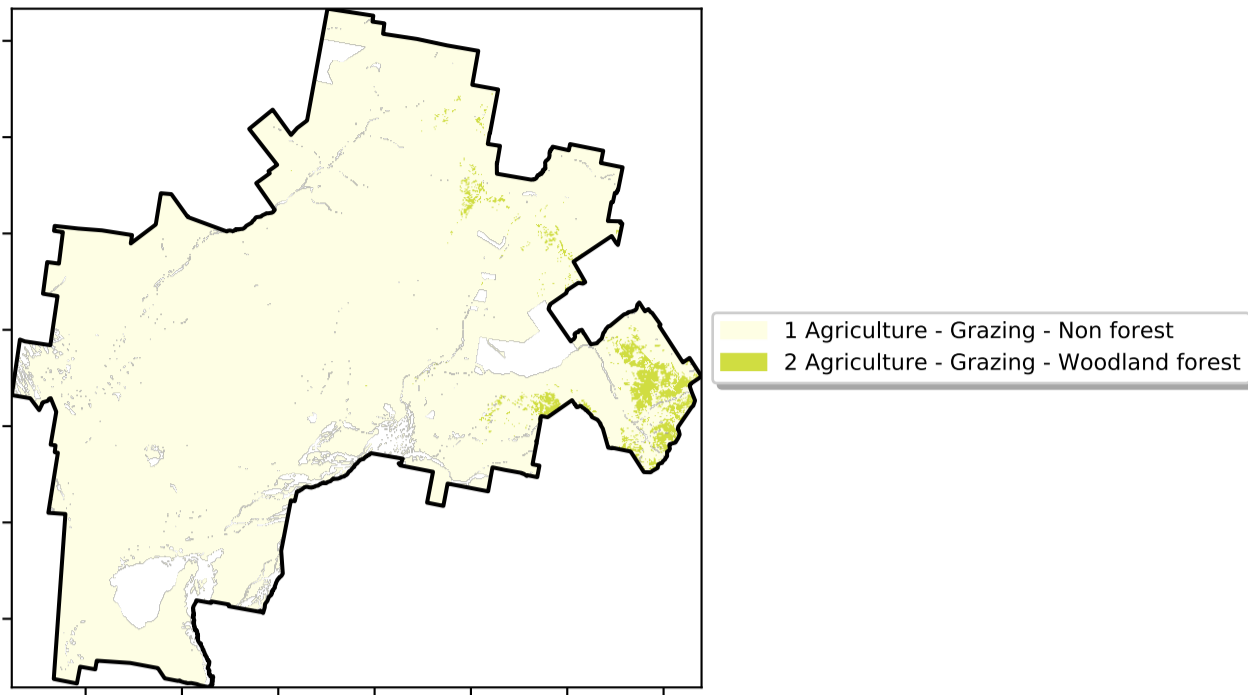 1 Agriculture - Grazing - Non forest
2 Agriculture - Grazing - Woodland forest